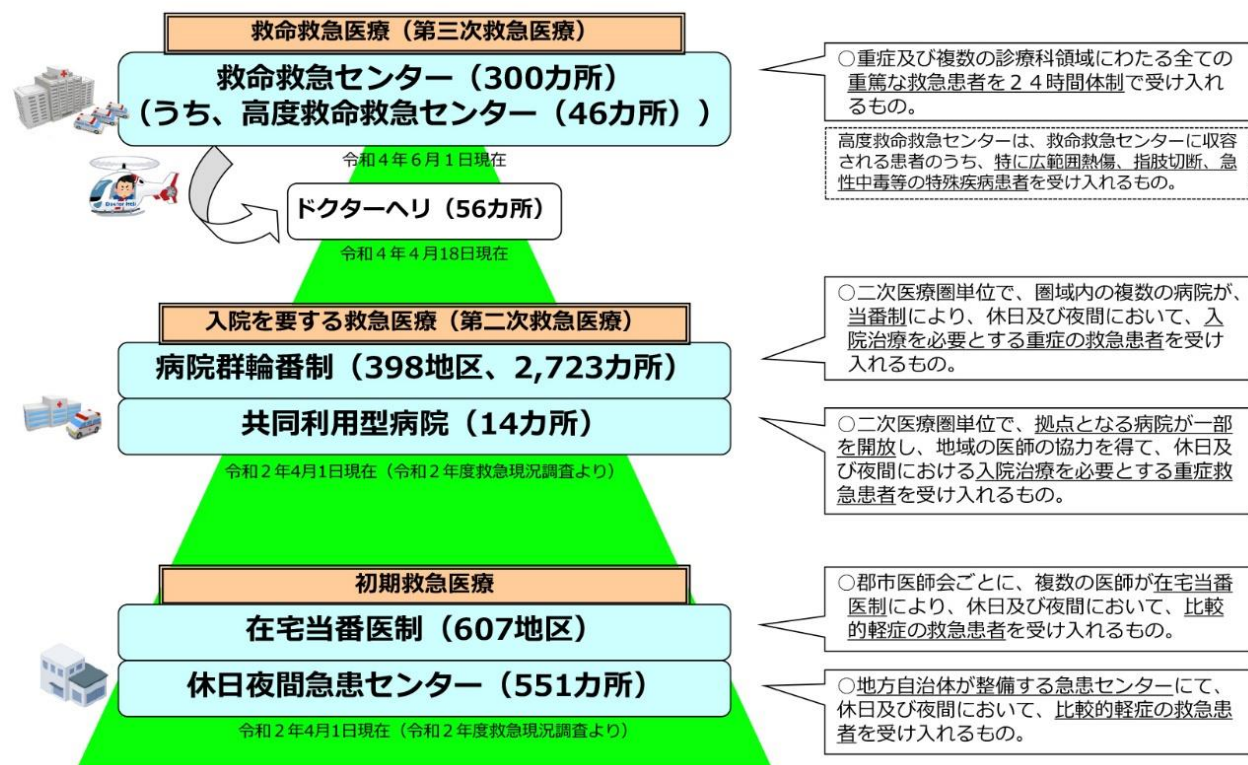 救命救急医療（第三次救急医療）
救命救急センター（300カ所）
（うち、高度救命救急センター（46カ所））
令和４年６月１日現在
ドクターヘリ（56カ所）
令和４年４月18日現在
○重症及び複数の診療科領域にわたる全ての
重篤な救急患者を２４時間体制で受け入れ
るもの。
高度救命救急センターは、救命救急センターに収容
される患者のうち、特に広範囲熱傷、指肢切断、急
性中毒等の特殊疾病患者を受け入れるもの。
入院を要する救急医療（第二次救急医療）
病院群輪番制（398地区、2,723カ所）
共同利用型病院（14カ所）
令和２年4月1日現在（令和２年度救急現況調査より）
○二次医療圏単位で、圏域内の複数の病院が、
当番制により、休日及び夜間において、入
院治療を必要とする重症の救急患者を受け
入れるもの。
○二次医療圏単位で、拠点となる病院が一部
を開放し、地域の医師の協力を得て、休日及
び夜間における入院治療を必要とする重症救
急患者を受け入れるもの。
初期救急医療
在宅当番医制（607地区）
休日夜間急患センター（551カ所）
令和２年4月1日現在（令和２年度救急現況調査より）
○郡市医師会ごとに、複数の医師が在宅当番
医制により、休日及び夜間において、比較
的軽症の救急患者を受け入れるもの。
○地方自治体が整備する急患センターにて、
休日及び夜間において、比較的軽症の救急患
者を受け入れるもの。